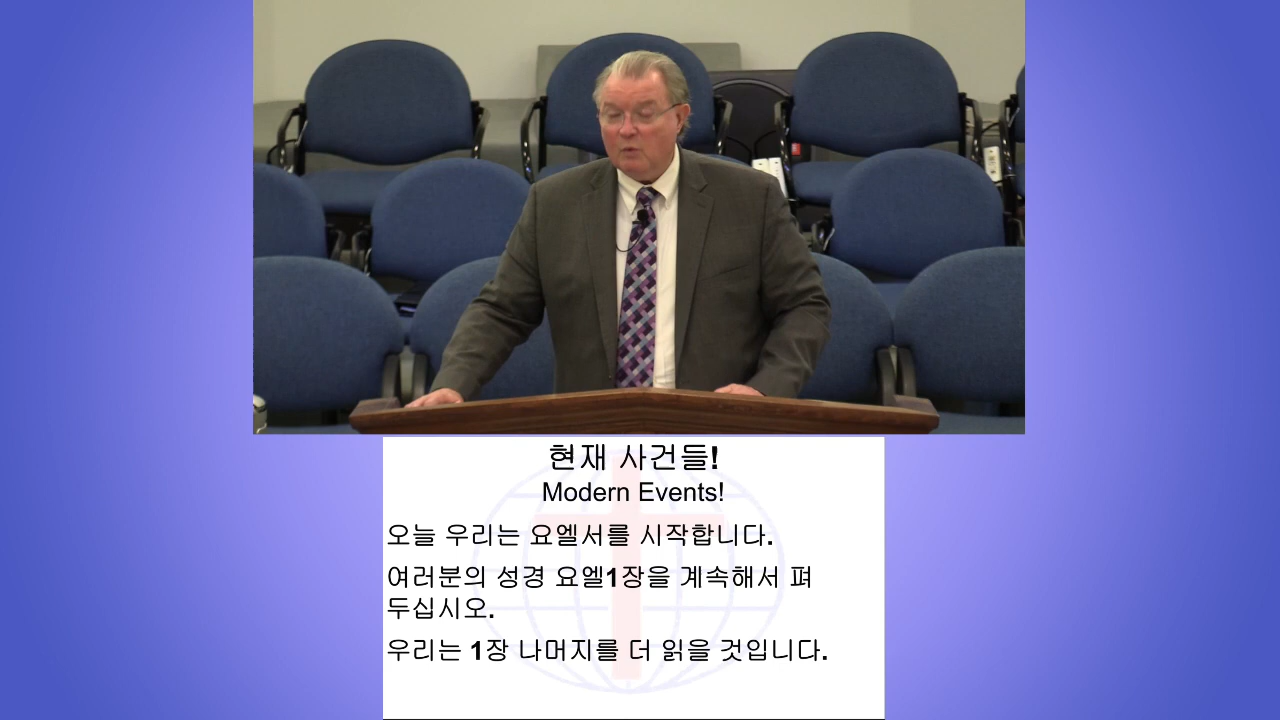 현재 사건들!
Modern Events!
오늘 우리는 요엘서를 시작합니다.
여러분의 성경 요엘1장을 계속해서 펴
두십시오.
우리는 1장 나머지를 더 읽을 것입니다.